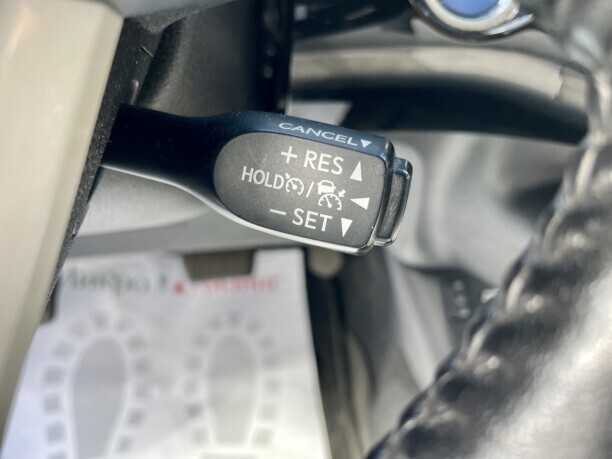 CANCEL▼
+ RES ▲
HOLD / ◀
− SET ▼